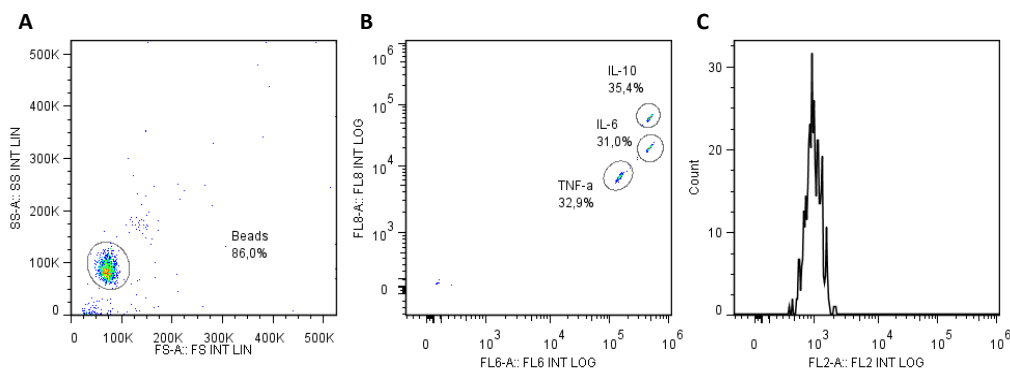 A
B
C
500K
400K
300K
200K
100K
0
SS-A:: SS INT LIN
Beads
86,0%
0
100K
200K
300K
400K
500K
FS-A:: FS INT LIN
10^6
10^5
10^4
10^3
0
FL8-A:: FL8 INT LOG
IL-10
35,4%
IL-6
31,0%
TNF-a
32,9%
0
10^3
10^4
10^5
10^6
FL6-A:: FL6 INT LOG
30
20
10
0
Count
0
10^3
10^4
10^5
10^6
FL2-A:: FL2 INT LOG